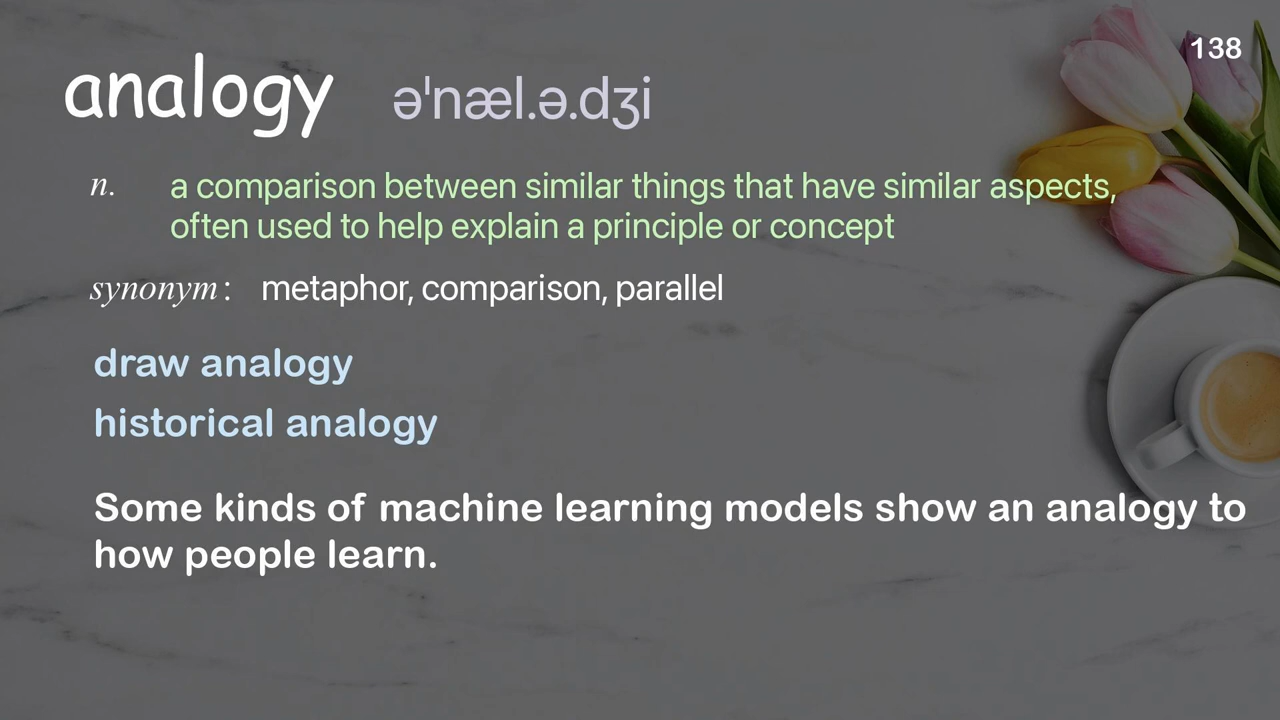 138
analogy əˈnæl.ə.dʒi
n. a comparison between similar things that have similar aspects,
often used to help explain a principle or concept
synonym: metaphor, comparison, parallel
draw analogy
historical analogy
Some kinds of machine learning models show an analogy to
how people learn.